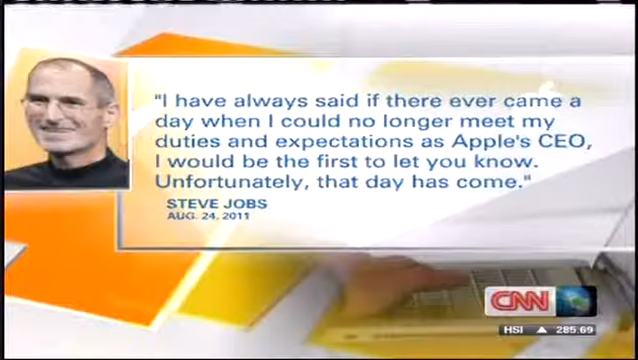 "I have always said if there ever came a
day when I could no longer meet my
duties and expectations as Apple's CEO,
I would be the first to let you know.
Unfortunately, that day has come."
STEVE JOBS
AUG. 24, 2011
CNN
HSI ▲ 285.69